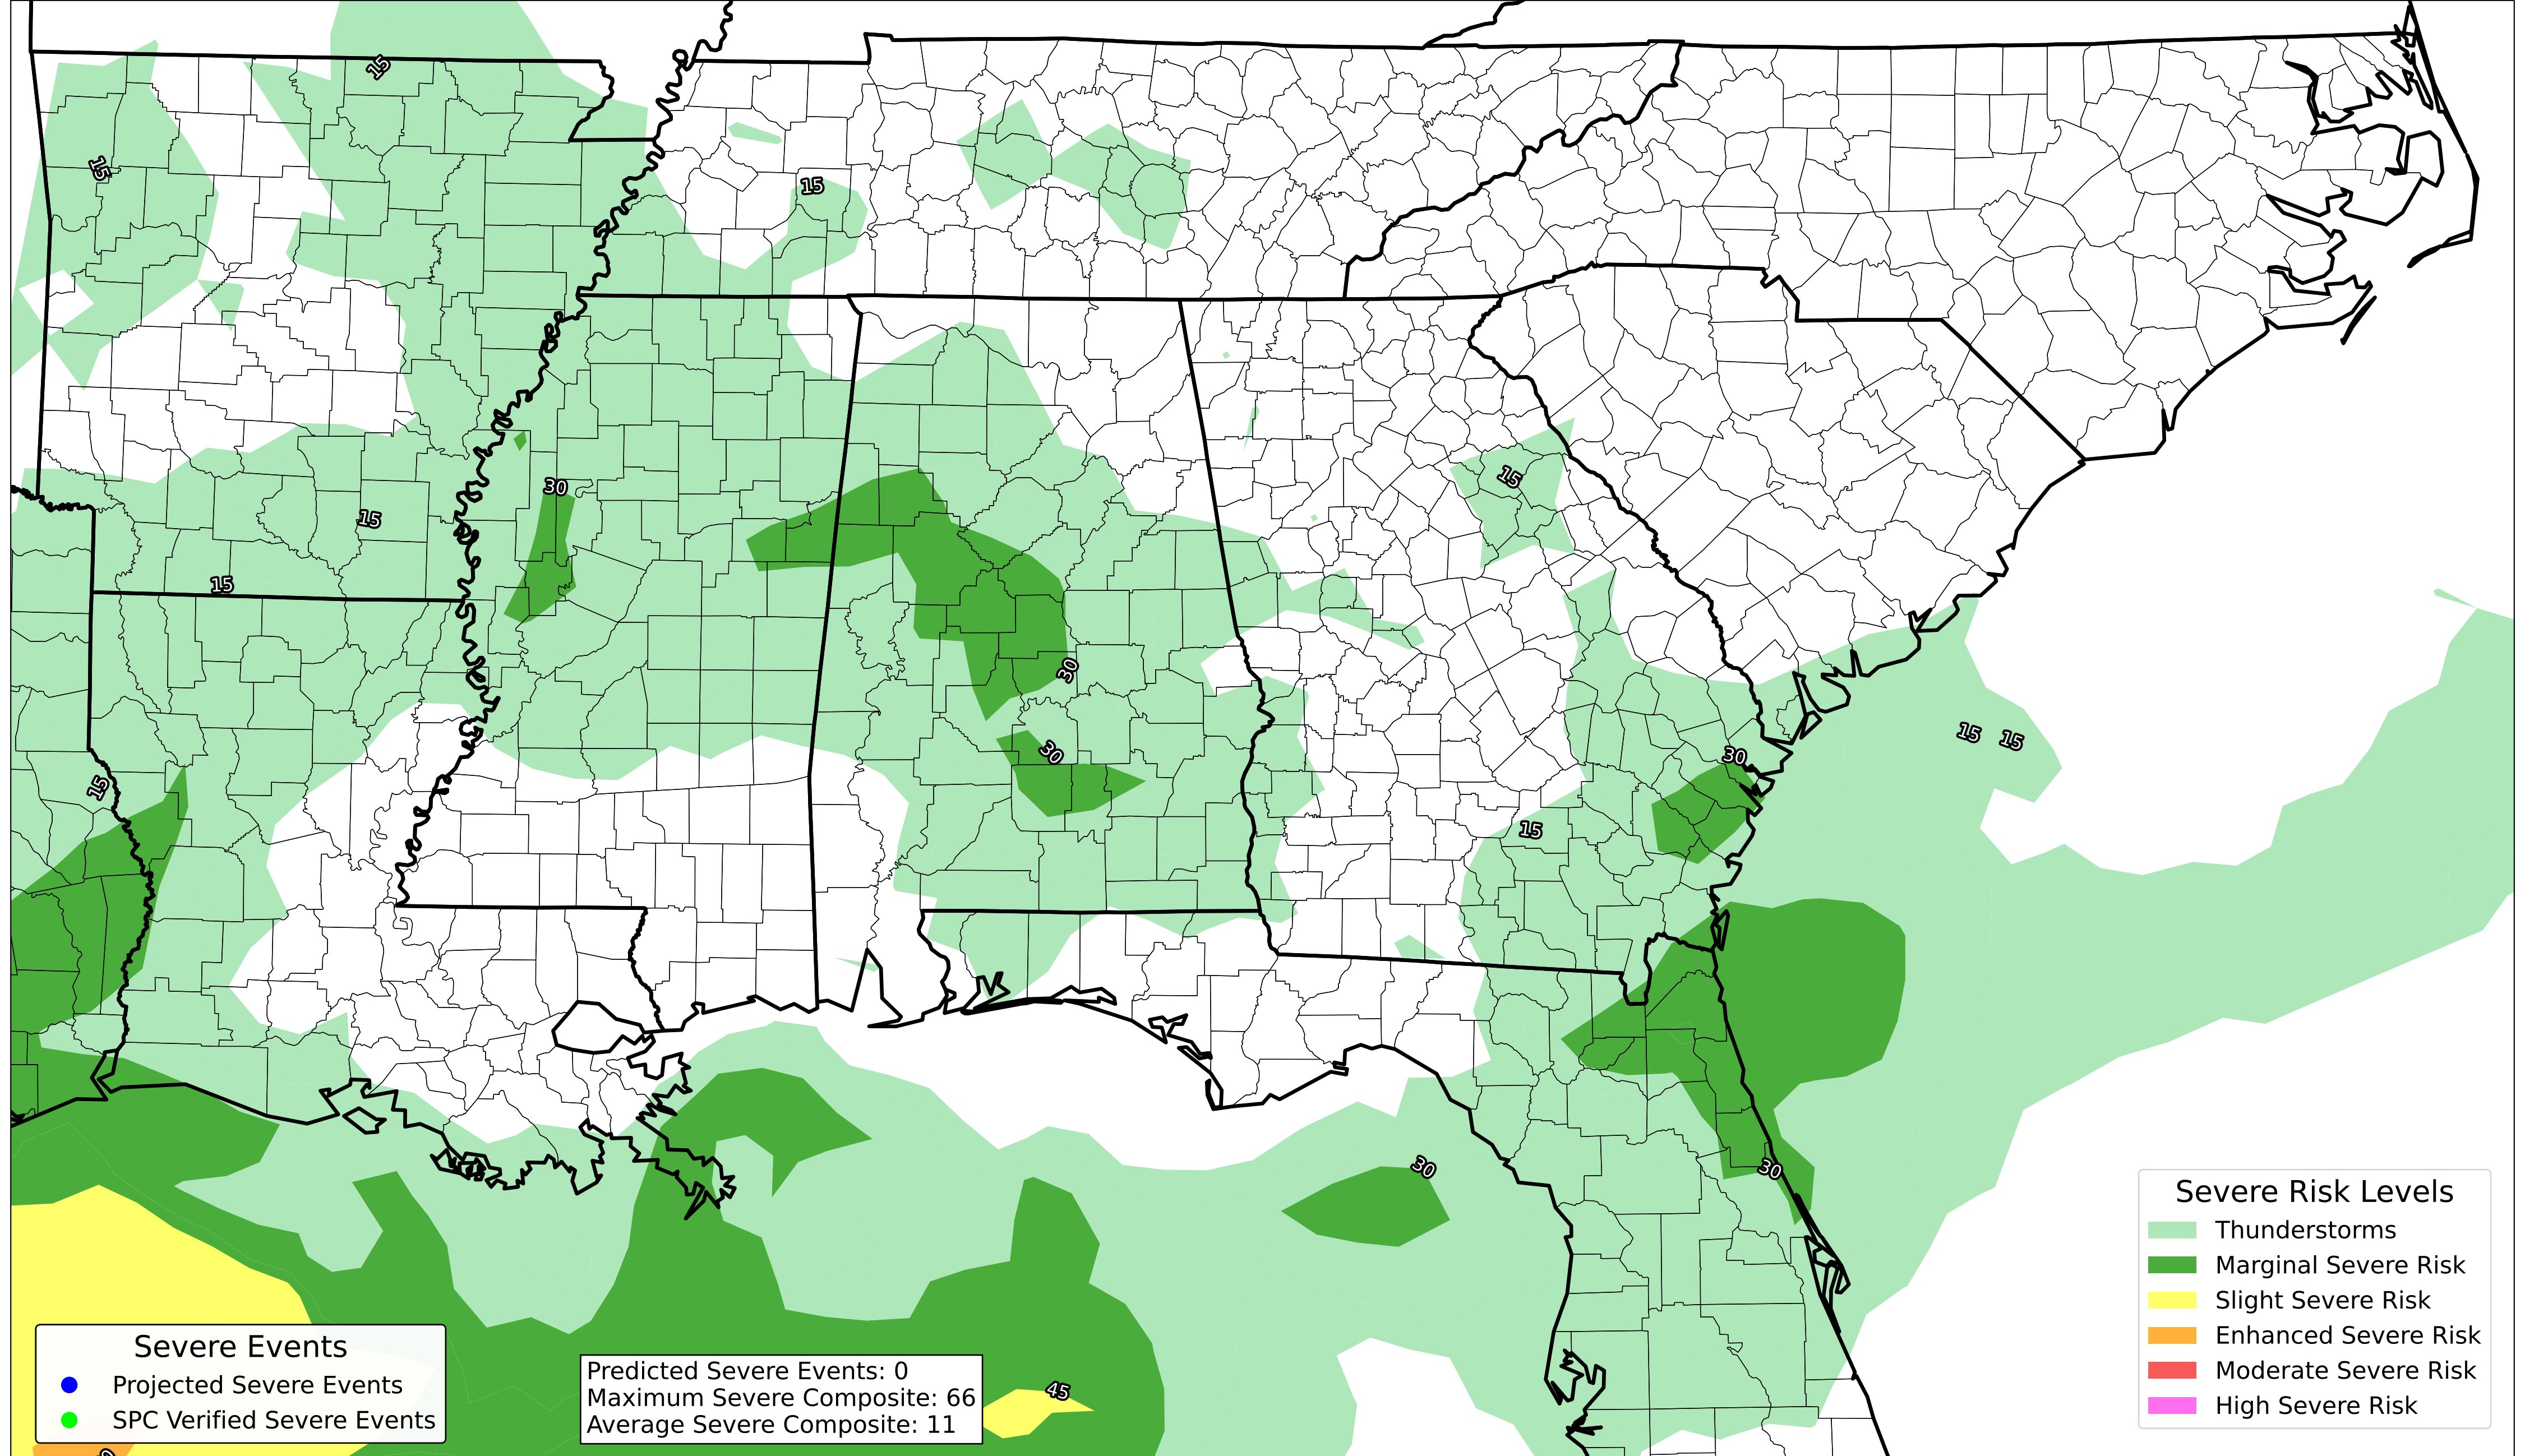 15
15
15
30
15
15
15
30
30
15
15
15
30
15
30
30
45
Severe Events
Projected Severe Events
SPC Verified Severe Events
Predicted Severe Events: 0
Maximum Severe Composite: 66
Average Severe Composite: 11
Severe Risk Levels
Thunderstorms
Marginal Severe Risk
Slight Severe Risk
Enhanced Severe Risk
Moderate Severe Risk
High Severe Risk